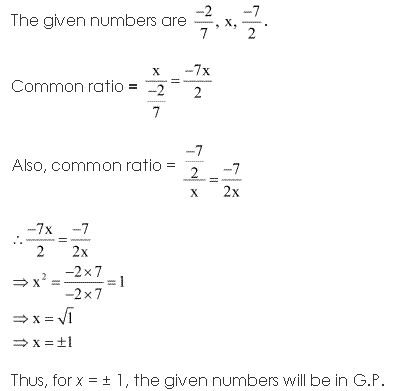 The given numbers are $\frac{-2}{7}$, x, $\frac{-7}{2}$.
Common ratio = $\frac{x}{\frac{-2}{7}} = \frac{-7x}{2}$
Also, common ratio = $\frac{\frac{-7}{2}}{x} = \frac{-7}{2x}$
$\therefore \frac{-7x}{2} = \frac{-7}{2x}$
$\Rightarrow x^2 = \frac{-2 \times 7}{-2 \times 7} = 1$
$\Rightarrow x = \sqrt{1}$
$\Rightarrow x = \pm 1$
Thus, for x = ± 1, the given numbers will be in G.P.